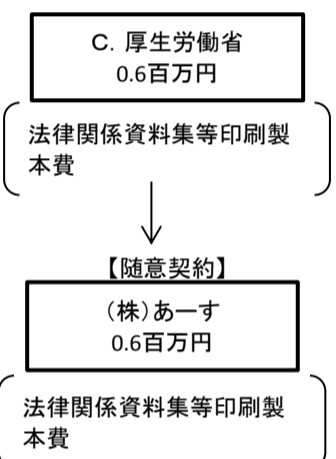 C. 厚生労働省
0.6百万円
法律関係資料集等印刷製
本費
【随意契約】
（株）あーす
0.6百万円
法律関係資料集等印刷製
本費